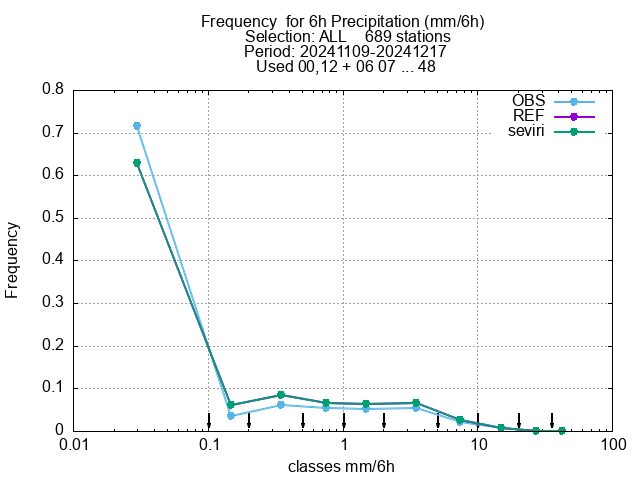 Frequency  for 6h Precipitation (mm/6h)
Selection: ALL    689 stations
Period: 20241109-20241217
Used 00,12 + 06 07 ... 48
OBS
REF
seviri
0.8
0.7
0.6
0.5
0.4
0.3
0.2
0.1
0
Frequency
0.01
0.1
1
10
100
classes mm/6h